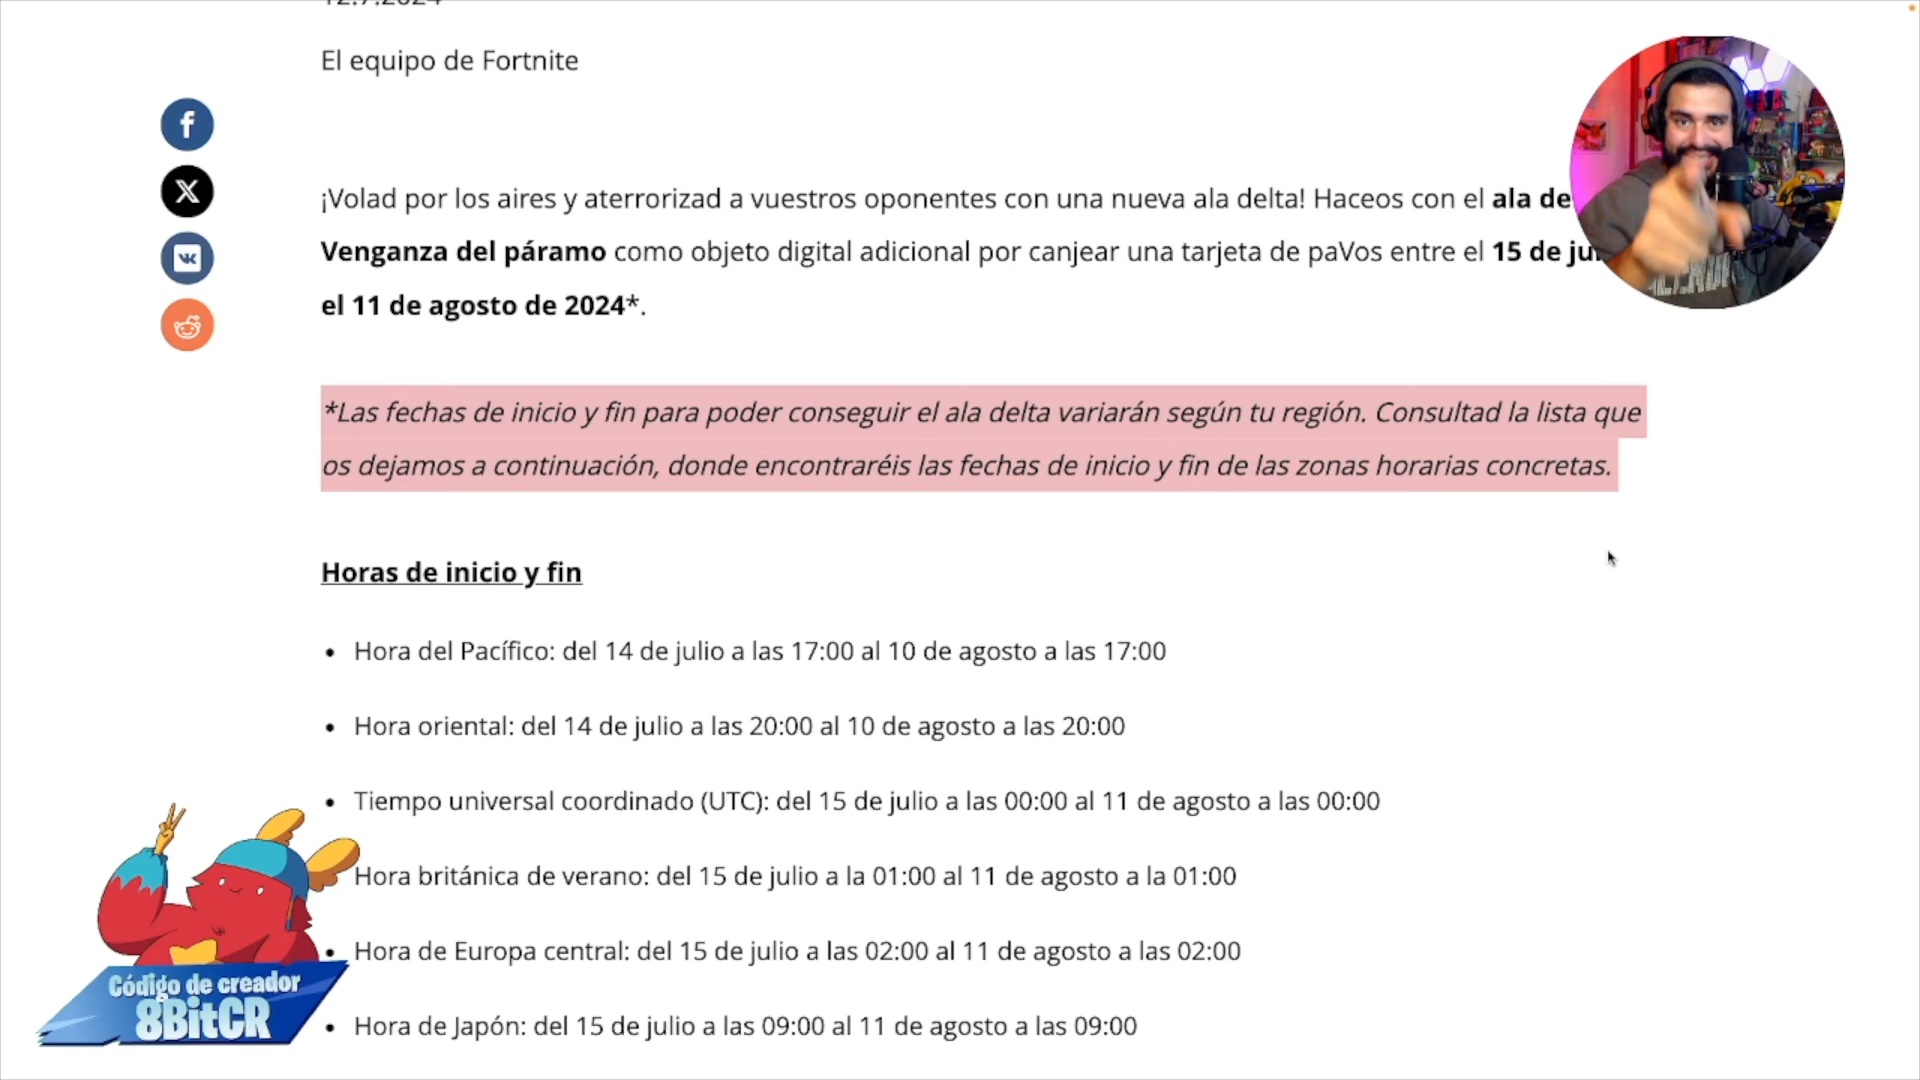 El equipo de Fortnite
¡Volad por los aires y aterrorizad a vuestros oponentes con una nueva ala delta! Haceos con el ala
Venganza del páramo como objeto digital adicional por canjear una tarjeta de paVos entre el 15 de
el 11 de agosto de 2024*.
*Las fechas de inicio y fin para poder conseguir el ala delta variarán según tu región. Consultad la lista que
os dejamos a continuación, donde encontraréis las fechas de inicio y fin de las zonas horarias concretas.
Horas de inicio y fin
• Hora del Pacífico: del 14 de julio a las 17:00 al 10 de agosto a las 17:00
• Hora oriental: del 14 de julio a las 20:00 al 10 de agosto a las 20:00
• Tiempo universal coordinado (UTC): del 15 de julio a las 00:00 al 11 de agosto a las 00:00
Hora británica de verano: del 15 de julio a la 01:00 al 11 de agosto a la 01:00
• Hora de Europa central: del 15 de julio a las 02:00 al 11 de agosto a las 02:00
• Hora de Japón: del 15 de julio a las 09:00 al 11 de agosto a las 09:00
Código de creador
8BitCR